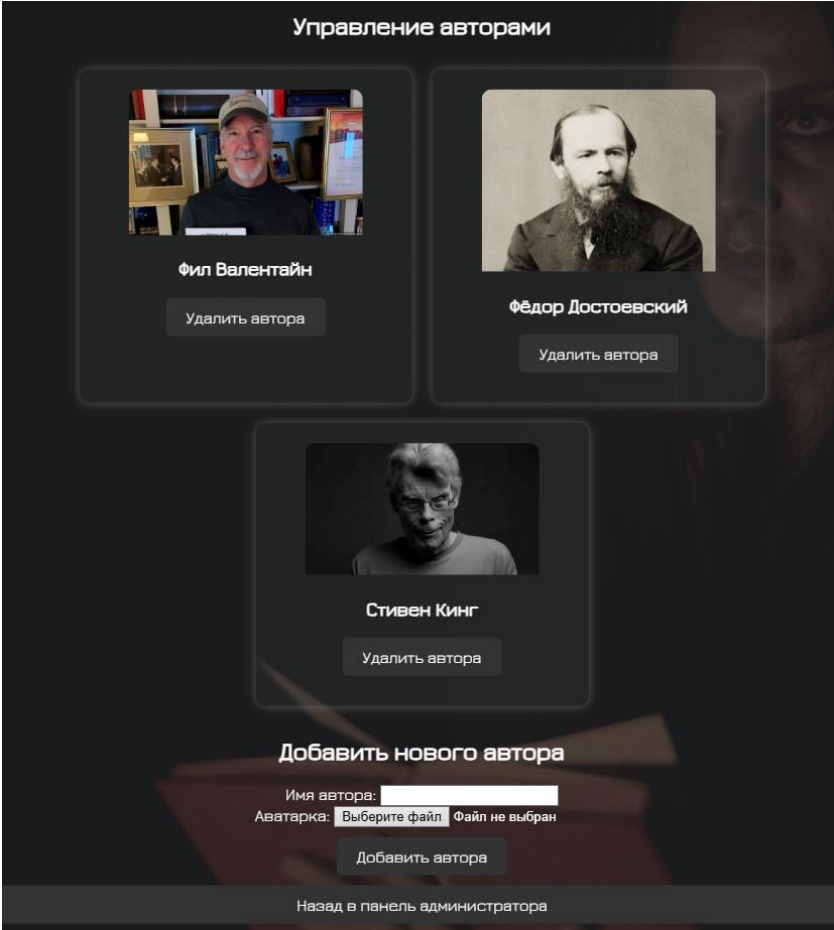 Управление авторами
Фил Валентайн
Удалить автора
Фёдор Достоевский
Удалить автора
Стивен Кинг
Удалить автора
Добавить нового автора
Имя автора:
Аватарка: Выберите файл Файл не выбран
Добавить автора
Назад в панель администратора